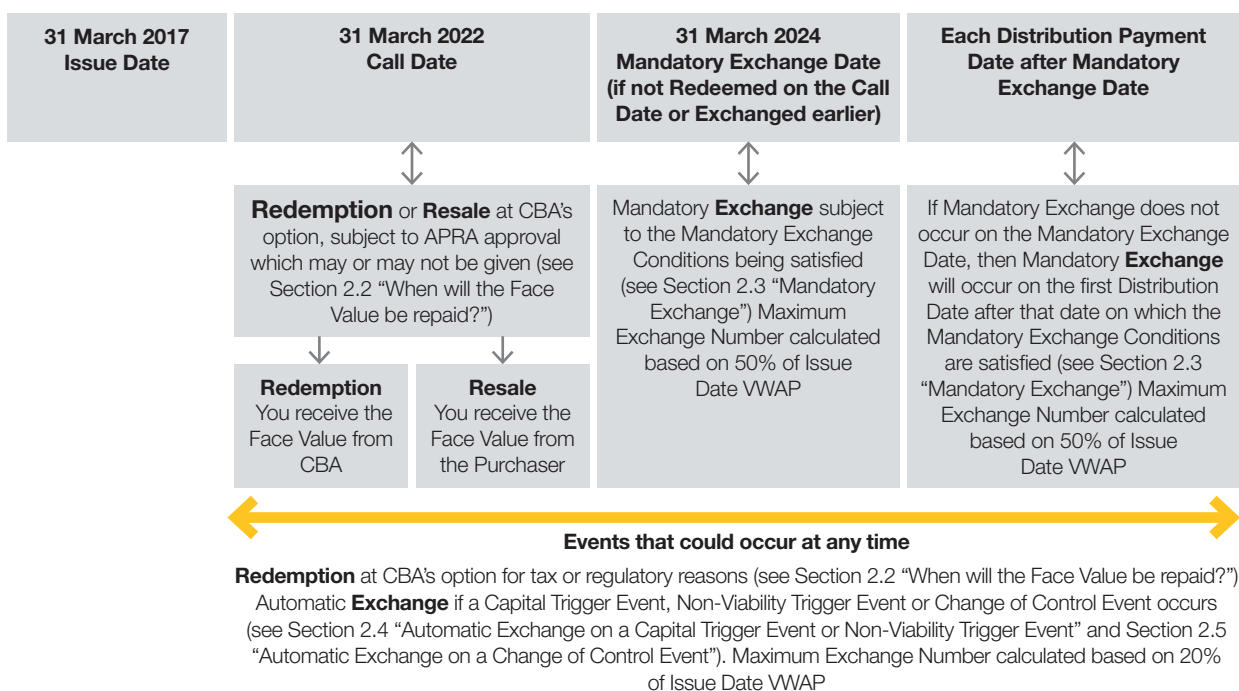 31 March 2017
Issue Date
31 March 2022
Call Date
31 March 2024
Mandatory Exchange Date
(if not Redeemed on the Call
Date or Exchanged earlier)
Each Distribution Payment
Date after Mandatory
Exchange Date
Redemption or Resale at CBA's
option, subject to APRA approval
which may or may not be given (see
Section 2.2 “When will the Face
Value be repaid?”)
Redemption
You receive the
Face Value from
CBA
Resale
You receive the
Face Value from
the Purchaser
Mandatory Exchange subject
to the Mandatory Exchange
Conditions being satisfied
(see Section 2.3 “Mandatory
Exchange”) Maximum
Exchange Number calculated
based on 50% of Issue
Date VWAP
If Mandatory Exchange does not
occur on the Mandatory Exchange
Date, then Mandatory Exchange
will occur on the first Distribution
Date after that date on which the
Mandatory Exchange Conditions
are satisfied (see Section 2.3
“Mandatory Exchange”) Maximum
Exchange Number calculated
based on 50% of Issue
Date VWAP
Events that could occur at any time
Redemption at CBA's option for tax or regulatory reasons (see Section 2.2 “When will the Face Value be repaid?”)
Automatic Exchange if a Capital Trigger Event, Non-Viability Trigger Event or Change of Control Event occurs
(see Section 2.4 “Automatic Exchange on a Capital Trigger Event or Non-Viability Trigger Event” and Section 2.5
“Automatic Exchange on a Change of Control Event”). Maximum Exchange Number calculated based on 20%
of Issue Date VWAP